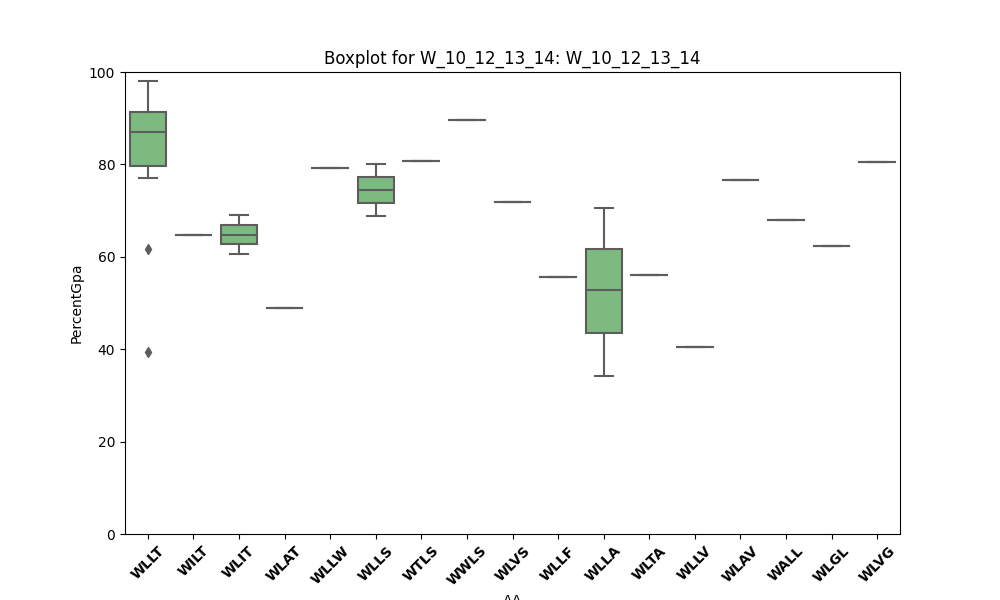 Boxplot for W_10_12_13_14: W_10_12_13_14
100
80
60
40
20
0
PercentGpa
WLLT WILT WLIT WLAT WLLW WLLS WTLS WWLS WLVS WLLF WLLA WLTA WLLV WLAV WALL WLGL WLVG
AA